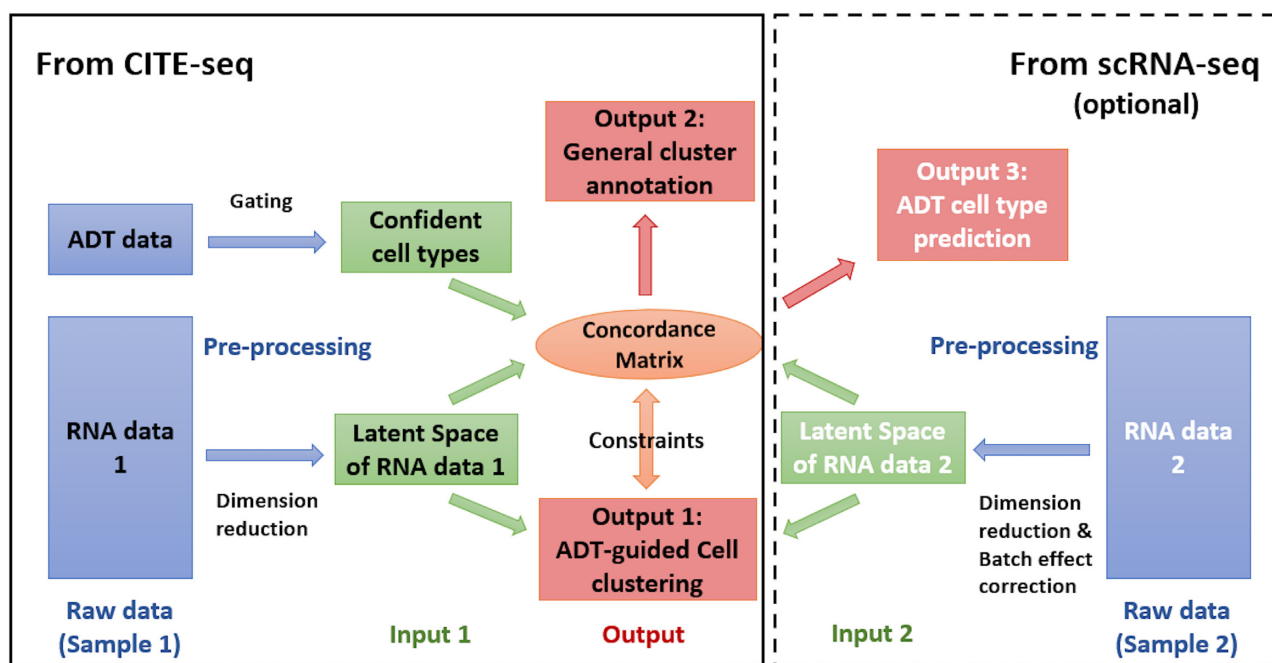 From CITE-seq
From scRNA-seq
(optional)
Output 2:
General cluster
annotation
Output 3:
ADT cell type
prediction
ADT data
Gating
Confident
cell types
Concordance
Matrix
Pre-processing
Pre-processing
RNA data
1
Latent Space
of RNA data 1
Constraints
Latent Space
of RNA data 2
RNA data
2
Dimension
reduction
Output 1:
ADT-guided Cell
clustering
Dimension
reduction &
Batch effect
correction
Raw data
(Sample 1)
Input 1
Output
Input 2
Raw data
(Sample 2)